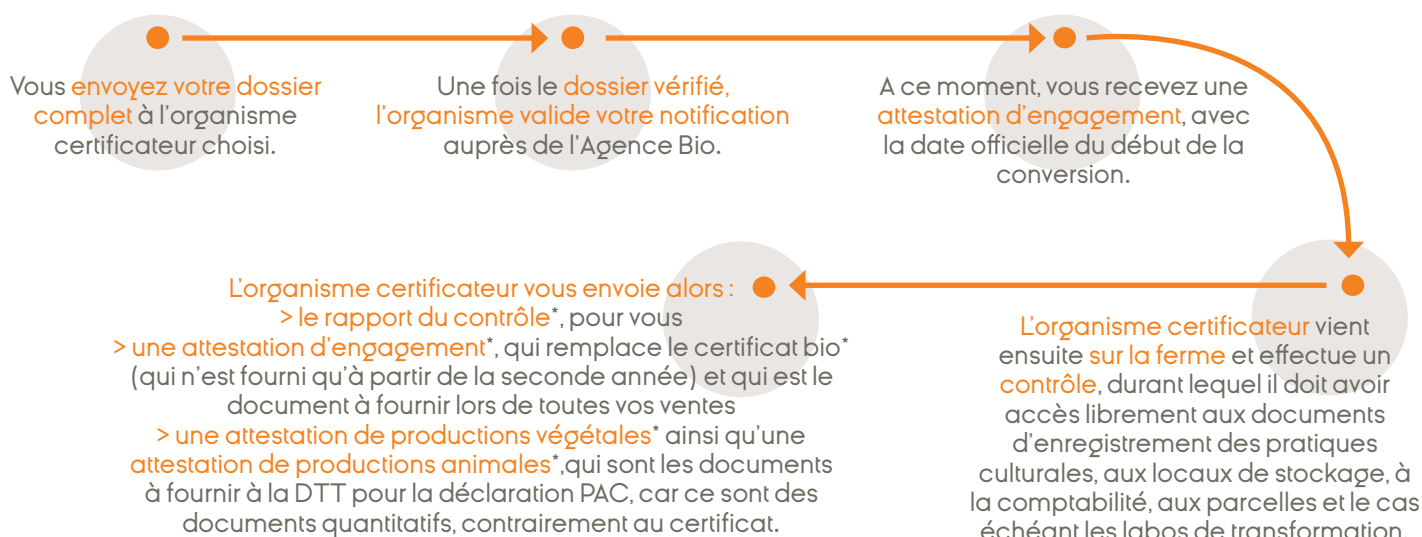 Vous envoyez votre dossier
complet à l'organisme
certificateur choisi.
Une fois le dossier vérifié,
l'organisme valide votre notification
auprès de l'Agence Bio.
A ce moment, vous recevez une
attestation d'engagement, avec
la date officielle du début de la
conversion.
L'organisme certificateur vient
ensuite sur la ferme et effectue un
contrôle, durant lequel il doit avoir
accès librement aux documents
d'enregistrement des pratiques
culturales, aux locaux de stockage, à
la comptabilité, aux parcelles et le cas
échéant les labos de transformation.
L'organisme certificateur vous envoie alors :
> le rapport du contrôle*, pour vous
> une attestation d'engagement*, qui remplace le certificat bio*
(qui n'est fourni qu'à partir de la seconde année) et qui est le
document à fournir lors de toutes vos ventes
> une attestation de productions végétales* ainsi qu'une
attestation de productions animales*,qui sont les documents
à fournir à la DTT pour la déclaration PAC, car ce sont des
documents quantitatifs, contrairement au certificat.